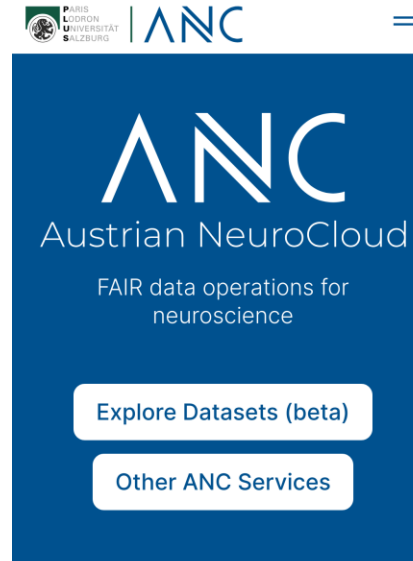 PARIS
LODRON
UNIVERSITÄT
SALZBURG
ANC
ANC
Austrian NeuroCloud
FAIR data operations for
neuroscience
Explore Datasets (beta)
Other ANC Services